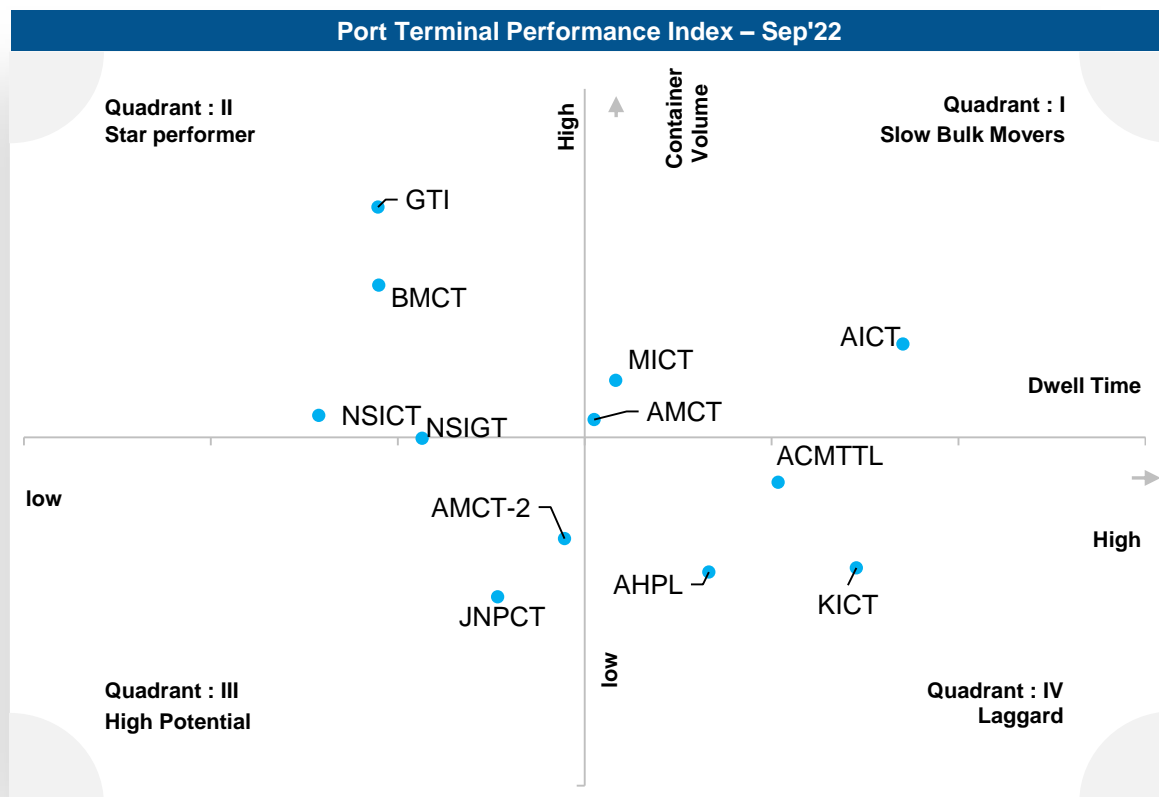 Port Terminal Performance Index – Sep'22
Quadrant : II
Star performer
High
Container
Volume
Quadrant : I
Slow Bulk Movers
GTI
BMCT
MICT
AICT
Dwell Time
NSICT
NSIGT
AMCT
ACMTTL
low
AMCT-2
High
AHPL
KICT
JNPCT
low
Quadrant : III
High Potential
Quadrant : IV
Laggard